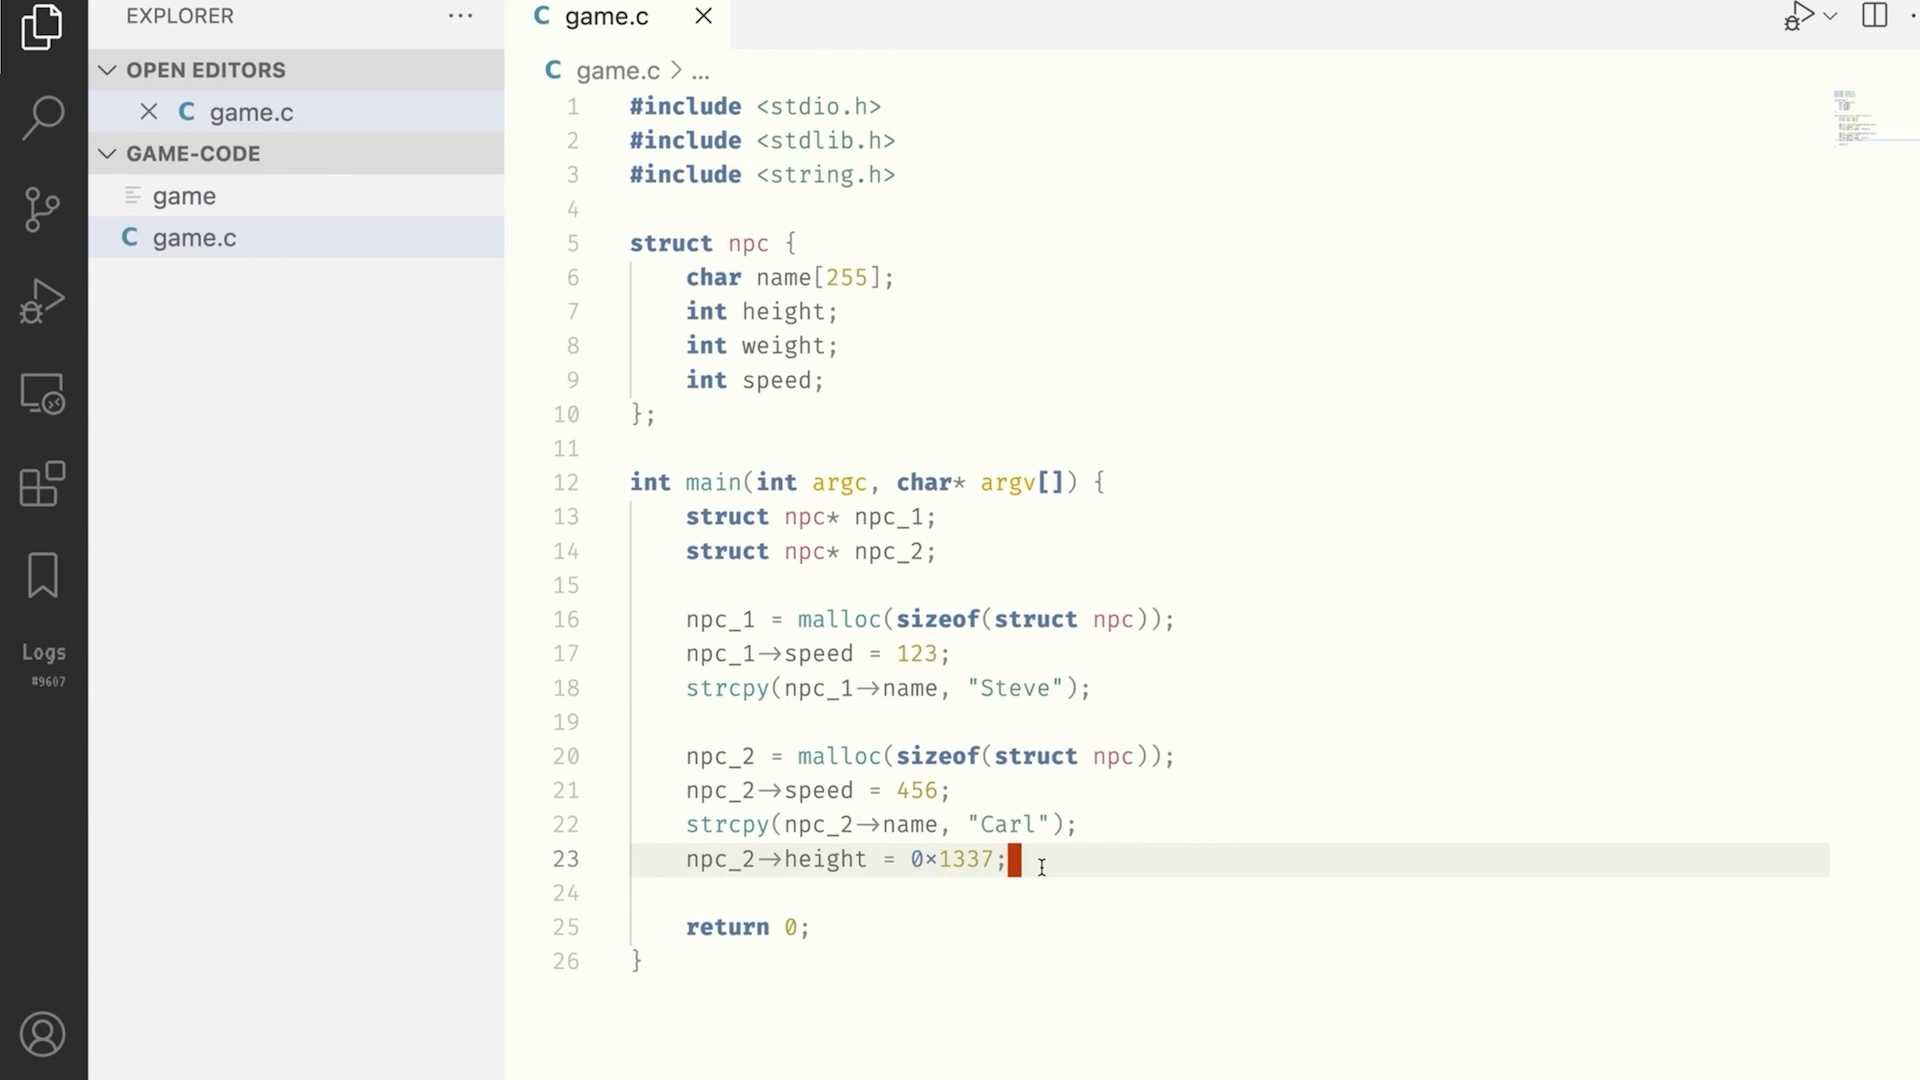 EXPLORER
OPEN EDITORS
game.c
GAME-CODE
game
game.c
Logs
#9607
game.c
game.c > ...
1 #include <stdio.h>
2 #include <stdlib.h>
3 #include <string.h>
4
5 struct npc {
6     char name[255];
7     int height;
8     int weight;
9     int speed;
10 };
11
12 int main(int argc, char* argv[]) {
13     struct npc* npc_1;
14     struct npc* npc_2;
15
16     npc_1 = malloc(sizeof(struct npc));
17     npc_1->speed = 123;
18     strcpy(npc_1->name, "Steve");
19
20     npc_2 = malloc(sizeof(struct npc));
21     npc_2->speed = 456;
22     strcpy(npc_2->name, "Carl");
23     npc_2->height = 0x1337;
24
25     return 0;
26 }